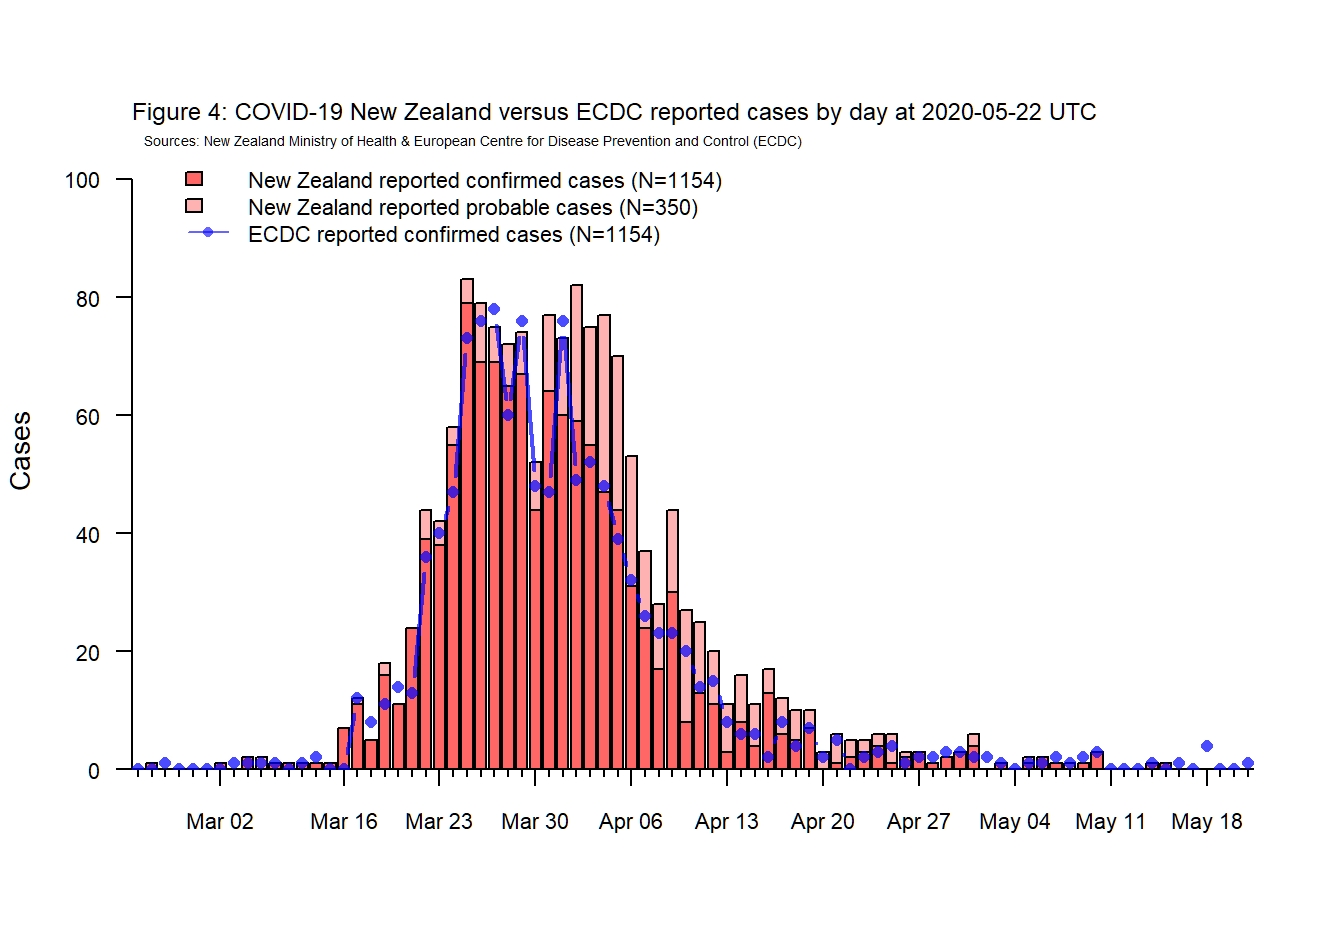 Figure 4: COVID-19 New Zealand versus ECDC reported cases by day at 2020-05-22 UTC
Sources: New Zealand Ministry of Health & European Centre for Disease Prevention and Control (ECDC)
New Zealand reported confirmed cases (N=1154)
New Zealand reported probable cases (N=350)
ECDC reported confirmed cases (N=1154)
Cases
100
80
60
40
20
0
Mar 02 Mar 16 Mar 23 Mar 30 Apr 06 Apr 13 Apr 20 Apr 27 May 04 May 11 May 18